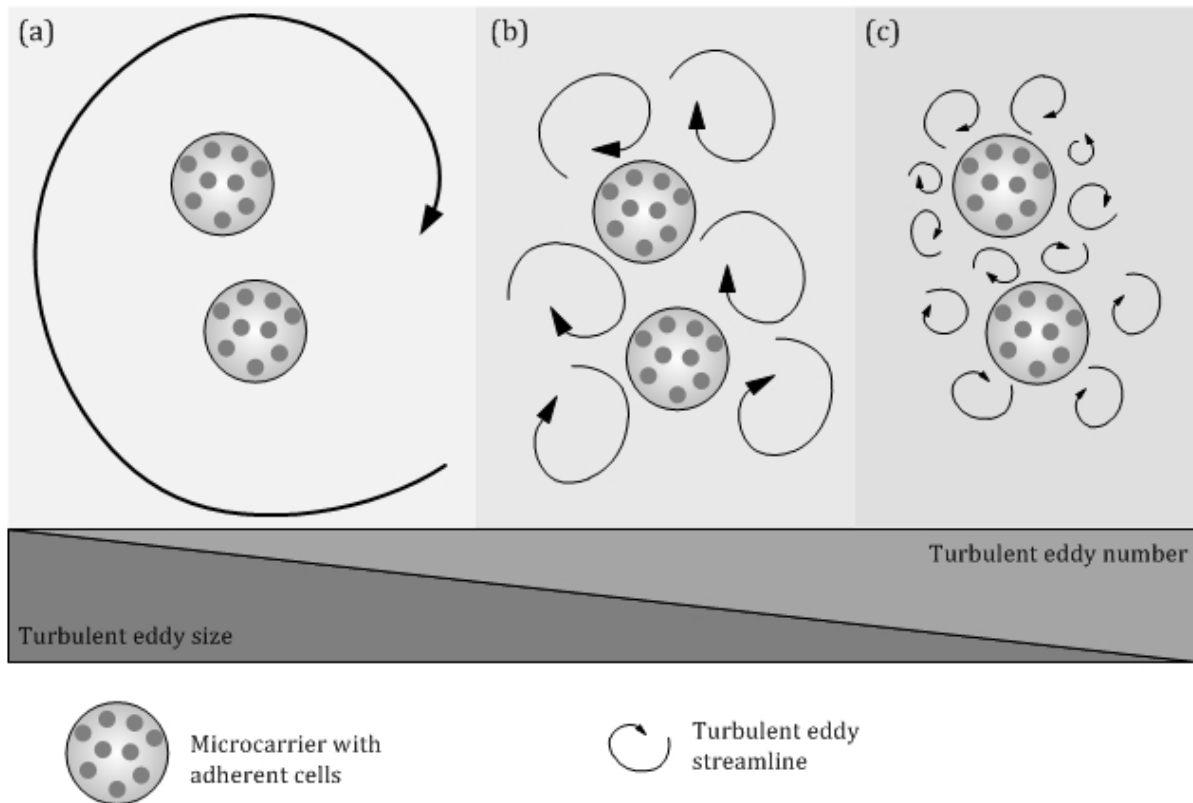 (a)
(b)
(c)
Turbulent eddy number
Turbulent eddy size
Microcarrier with
adherent cells
Turbulent eddy
streamline